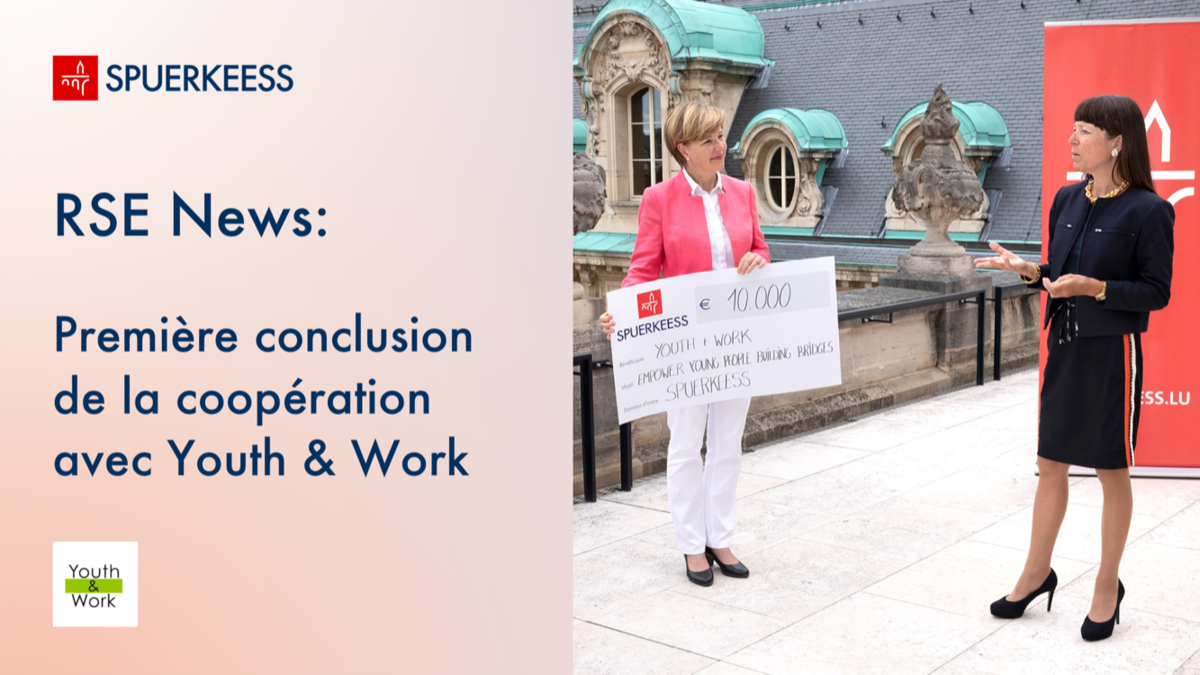 SPUERKEESS
RSE News:
Première conclusion
de la coopération
avec Youth & Work
Youth
&
Work
SPUERKEESS
€ 10.000
Bénéficiaire YOUTH + WORK
Motif EMPOWER YOUNG PEOPLE BUILDING BRIDGES
Donneur d'ordre SPUERKEESS
ESS.LU